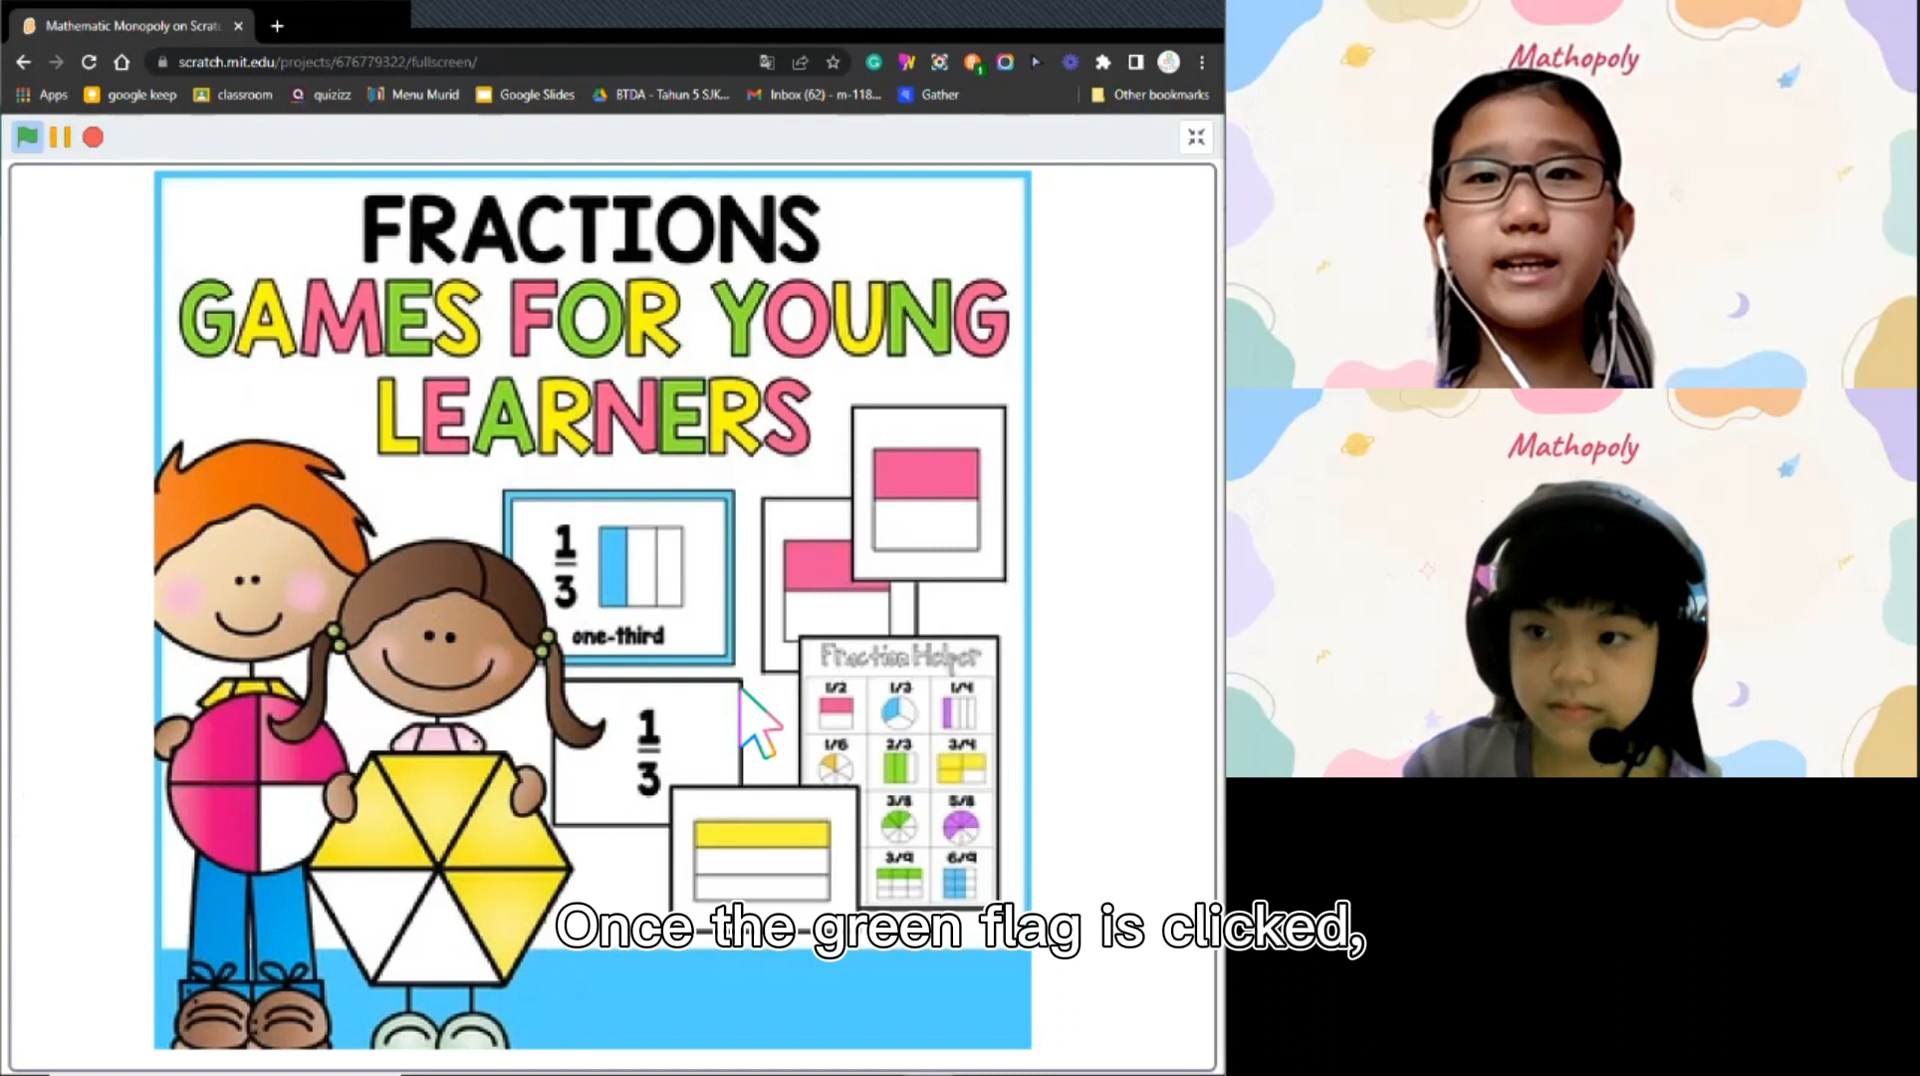 Mathematic Monopoly on Scratc
scratch.mit.edu/projects/676779322/fullscreen/
Apps google keep classroom quizizz Menu Murid Google Slides BTDA - Tahun 5 SJK... Inbox (62) - m-118... Gather Other bookmarks
FRACTIONS
GAMES FOR YOUNG
LEARNERS
1
3
one-third
1
3
Fraction Helper
1/2 1/3 1/4
1/6 2/3 3/4
3/8 5/8
3/9 6/9
Once the green flag is clicked,
Mathopoly
Mathopoly